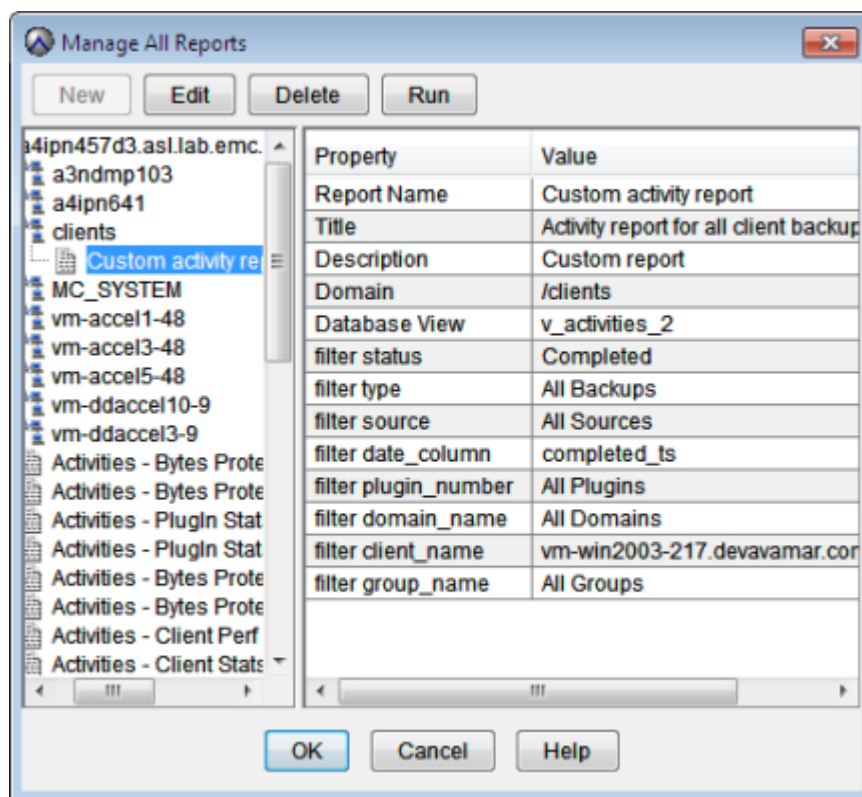 Manage All Reports
New Edit Delete Run
a4ipn457d3.asl.lab.emc.
a3ndmp103
a4ipn641
clients
Custom activity re
MC_SYSTEM
vm-accel1-48
vm-accel3-48
vm-accel5-48
vm-ddaccel10-9
vm-ddaccel3-9
Activities - Bytes Prote
Activities - Bytes Prote
Activities - PlugIn Stat
Activities - PlugIn Stat
Activities - Bytes Prote
Activities - Bytes Prote
Activities - Client Perf
Activities - Client Stats
Property Value
Report Name Custom activity report
Title Activity report for all client backup
Description Custom report
Domain /clients
Database View v_activities_2
filter status Completed
filter type All Backups
filter source All Sources
filter date_column completed_ts
filter plugin_number All Plugins
filter domain_name All Domains
filter client_name vm-win2003-217.devavamar.com
filter group_name All Groups
OK Cancel Help